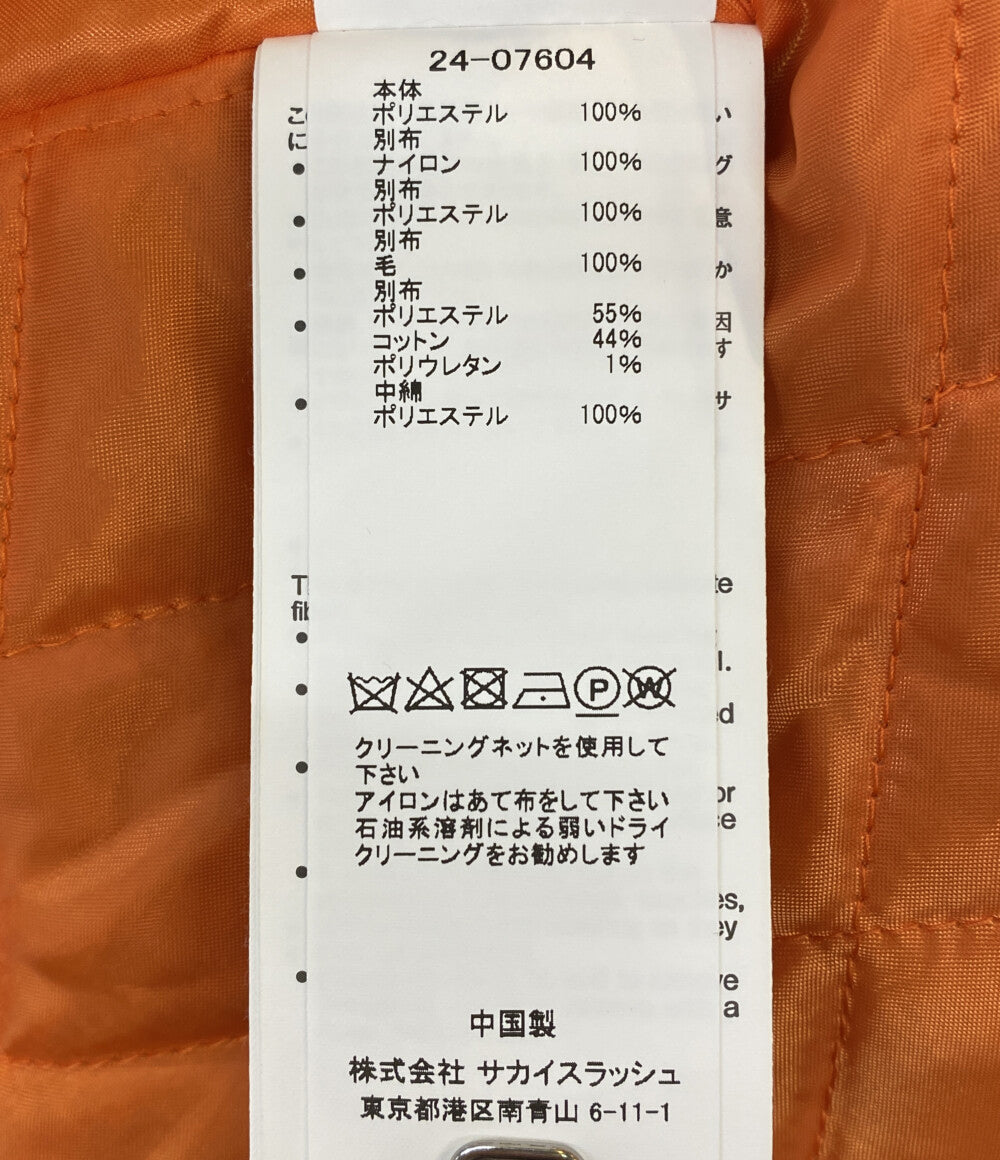 24-07604
本体
ポリエステル 100%
別布
ナイロン 100%
別布
ポリエステル 100%
別布
毛 100%
別布
ポリエステル 55%
コットン 44%
ポリウレタン 1%
中綿
ポリエステル 100%
クリーニングネットを使用して
下さい
アイロンはあて布をして下さい
石油系溶剤による弱いドライ
クリーニングをお勧めします
中国製
株式会社 サカイスラッシュ
東京都港区南青山 6-11-1